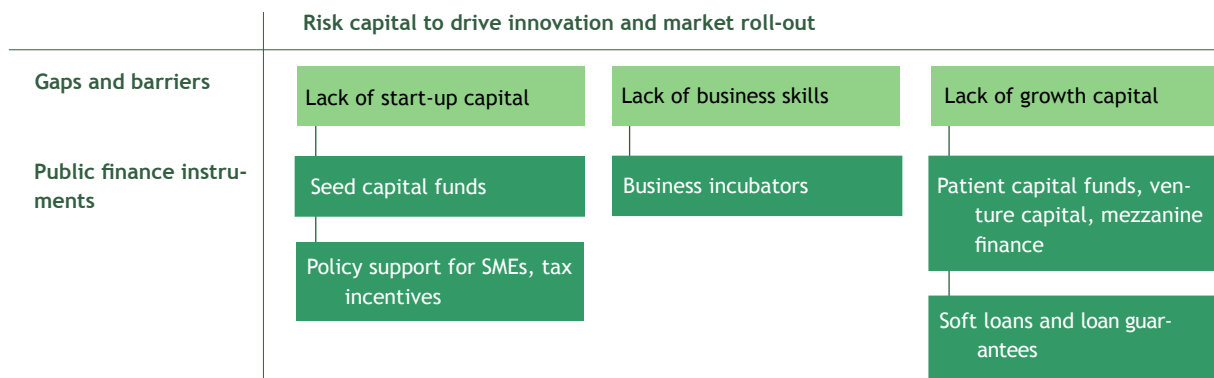 Risk capital to drive innovation and market roll-out
Gaps and barriers
Lack of start-up capital
Lack of business skills
Lack of growth capital
Public finance instru-
ments
Seed capital funds
Business incubators
Patient capital funds, ven-
ture capital, mezzanine
finance
Policy support for SMEs, tax
incentives
Soft loans and loan guar-
antees